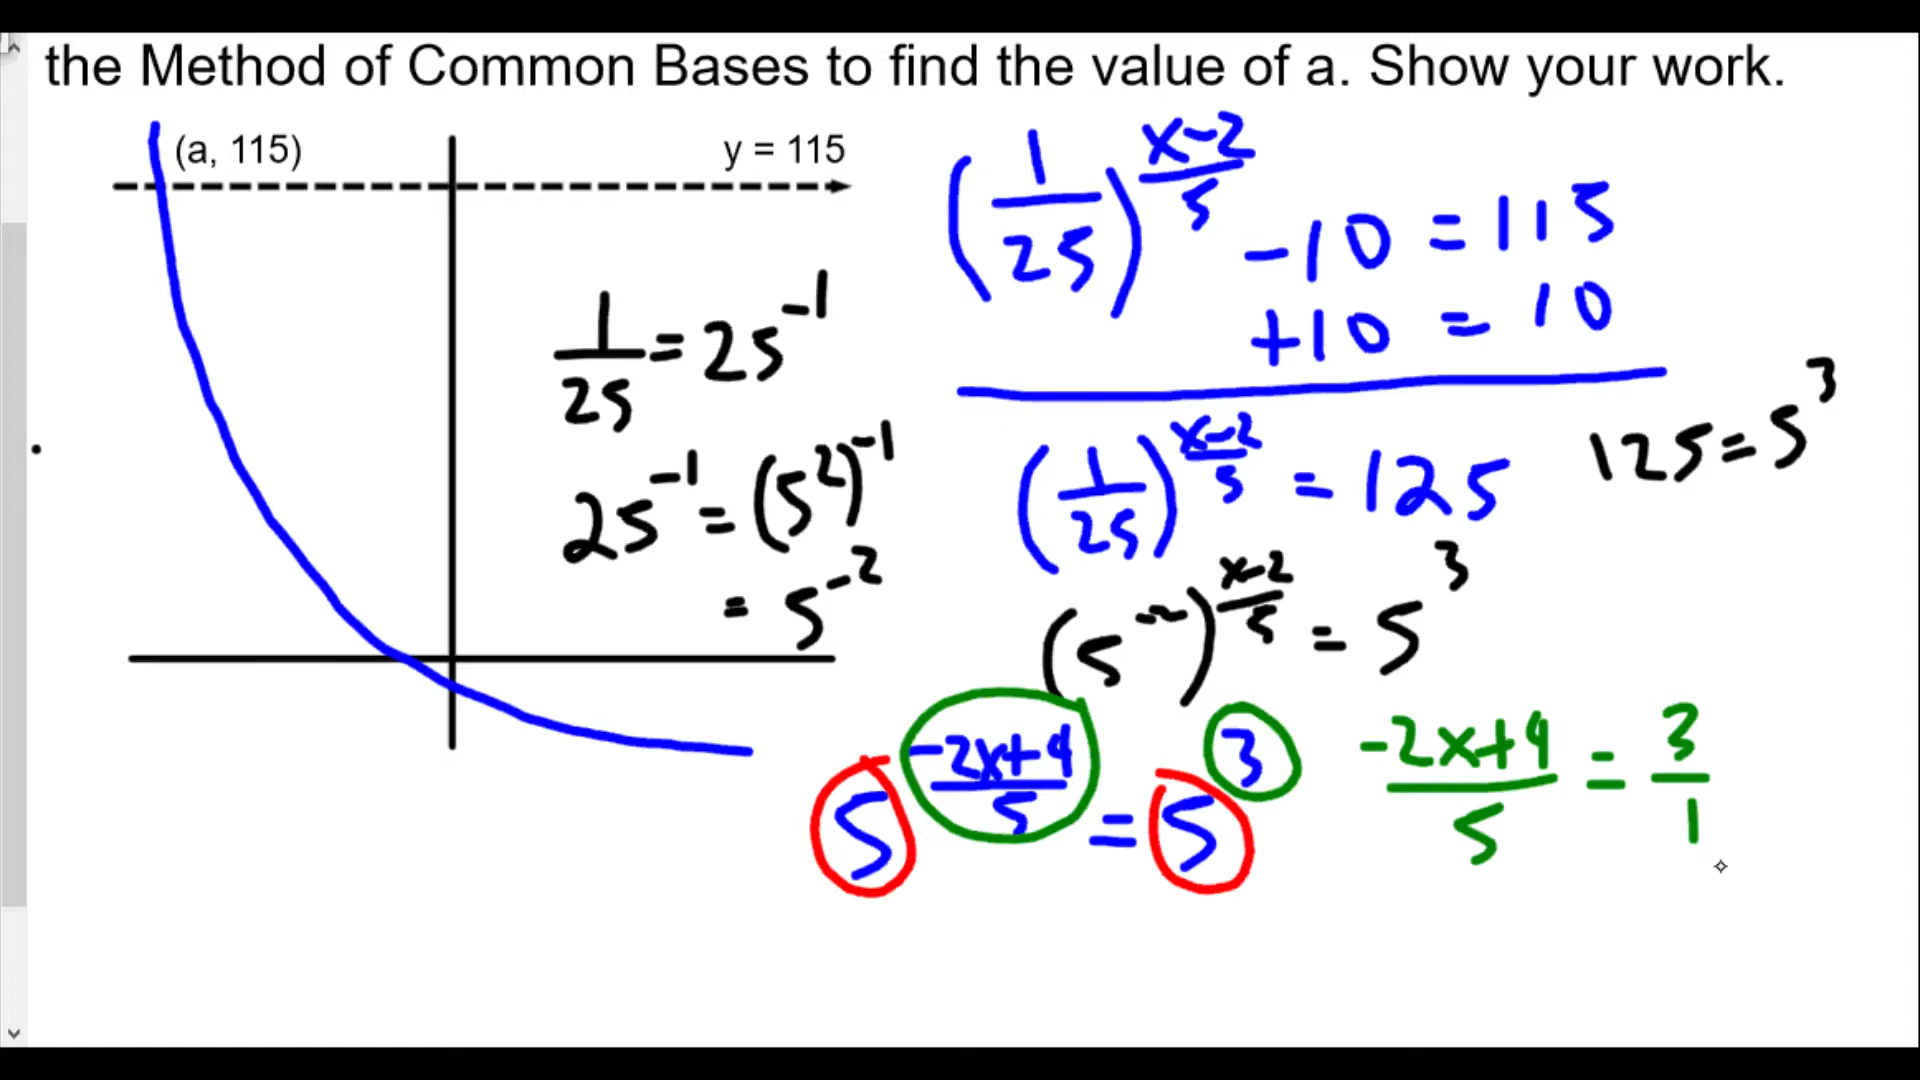 the Method of Common Bases to find the value of a. Show your work.
(a, 115)
y = 115
1/25 = 25^-1
25^-1 = (5^2)^-1
= 5^-2
(1/25)^(x-2)/5 -10 = 115
+10 = 10
(1/25)^(x-2)/5 = 125
125 = 5^3
(5^-2)^(x-2)/5 = 5^3
5^(-2x+4)/5 = 5^3
(-2x+4)/5 = 3/1